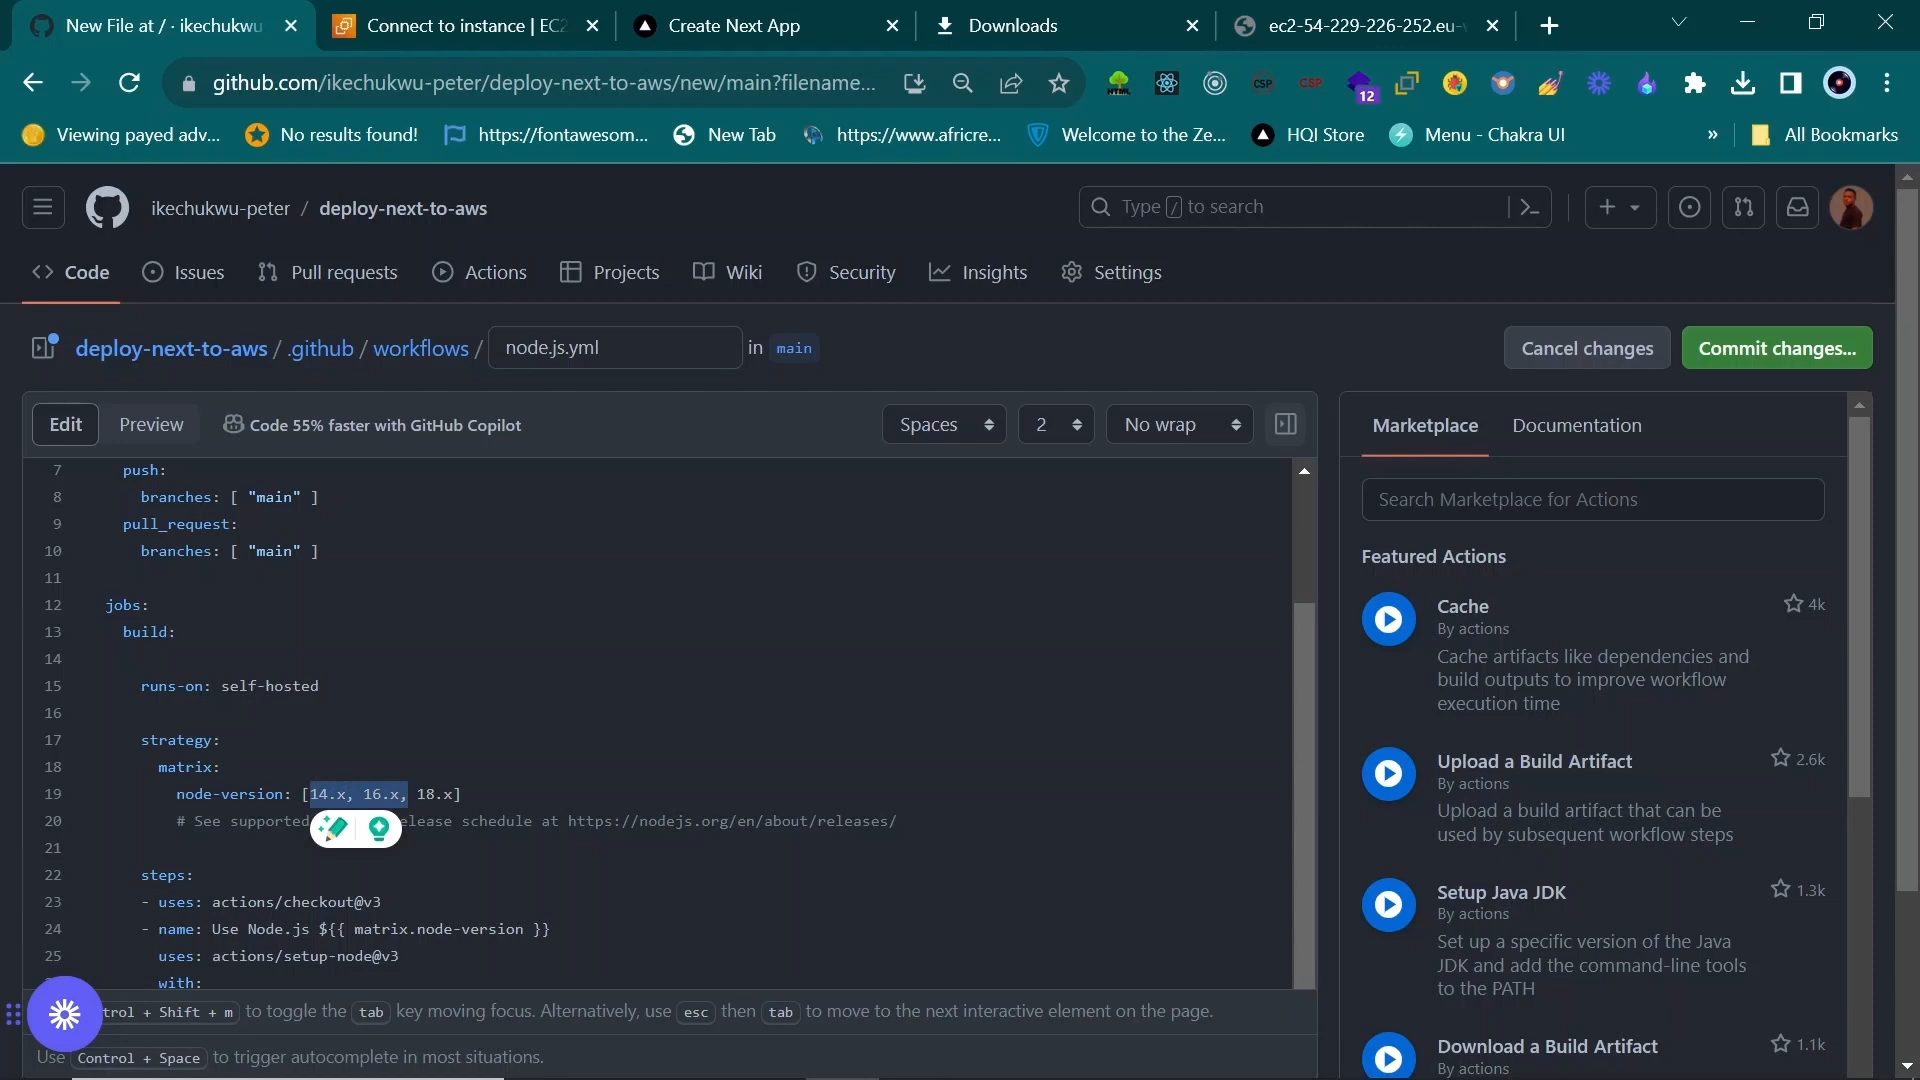 New File at / · ikechukwu
Connect to instance | EC2
Create Next App
Downloads
ec2-54-229-226-252.eu-
github.com/ikechukwu-peter/deploy-next-to-aws/new/main?filename...
HTML
CSP
CSP
12
Viewing payed adv...
No results found!
https://fontawesom...
New Tab
https://www.africre...
Welcome to the Ze...
HQI Store
Menu - Chakra UI
»
All Bookmarks
ikechukwu-peter / deploy-next-to-aws
Type / to search
Code
Issues
Pull requests
Actions
Projects
Wiki
Security
Insights
Settings
deploy-next-to-aws / .github / workflows / node.js.yml in main
Cancel changes
Commit changes...
Edit
Preview
Code 55% faster with GitHub Copilot
Spaces
2
No wrap
7 push:
8 branches: [ "main" ]
9 pull_request:
10 branches: [ "main" ]
11
12 jobs:
13 build:
14
15 runs-on: self-hosted
16
17 strategy:
18 matrix:
19 node-version: [14.x, 16.x, 18.x]
20 # See supported elease schedule at https://nodejs.org/en/about/releases/
21
22 steps:
23 - uses: actions/checkout@v3
24 - name: Use Node.js ${{ matrix.node-version }}
25 uses: actions/setup-node@v3
with:
trol + Shift + m to toggle the tab key moving focus. Alternatively, use esc then tab to move to the next interactive element on the page.
Use Control + Space to trigger autocomplete in most situations.
Marketplace
Documentation
Search Marketplace for Actions
Featured Actions
Cache
4k
By actions
Cache artifacts like dependencies and
build outputs to improve workflow
execution time
Upload a Build Artifact
2.6k
By actions
Upload a build artifact that can be
used by subsequent workflow steps
Setup Java JDK
1.3k
By actions
Set up a specific version of the Java
JDK and add the command-line tools
to the PATH
Download a Build Artifact
1.1k
By actions